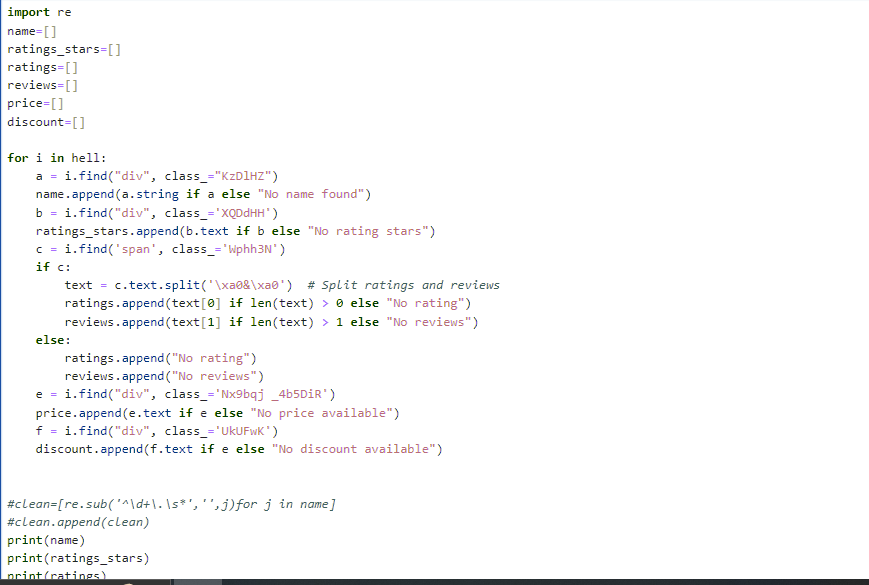 import re
name=[]
ratings_stars=[]
ratings=[]
reviews=[]
price=[]
discount=[]
for i in hell:
    a = i.find("div", class_="KzDlHZ")
    name.append(a.string if a else "No name found")
    b = i.find("div", class_='XQDdHH')
    ratings_stars.append(b.text if b else "No rating stars")
    c = i.find('span', class_='Wphh3N')
    if c:
        text = c.text.split('\xa0&\xa0')  # Split ratings and reviews
        ratings.append(text[0] if len(text) > 0 else "No rating")
        reviews.append(text[1] if len(text) > 1 else "No reviews")
    else:
        ratings.append("No rating")
        reviews.append("No reviews")
    e = i.find("div", class_='Nx9bqj _4b5DiR')
    price.append(e.text if e else "No price available")
    f = i.find("div", class_='UkUFwK')
    discount.append(f.text if e else "No discount available")
#clean=[re.sub('^\d+\.\s*','',j)for j in name]
#clean.append(clean)
print(name)
print(ratings_stars)
print(ratings)